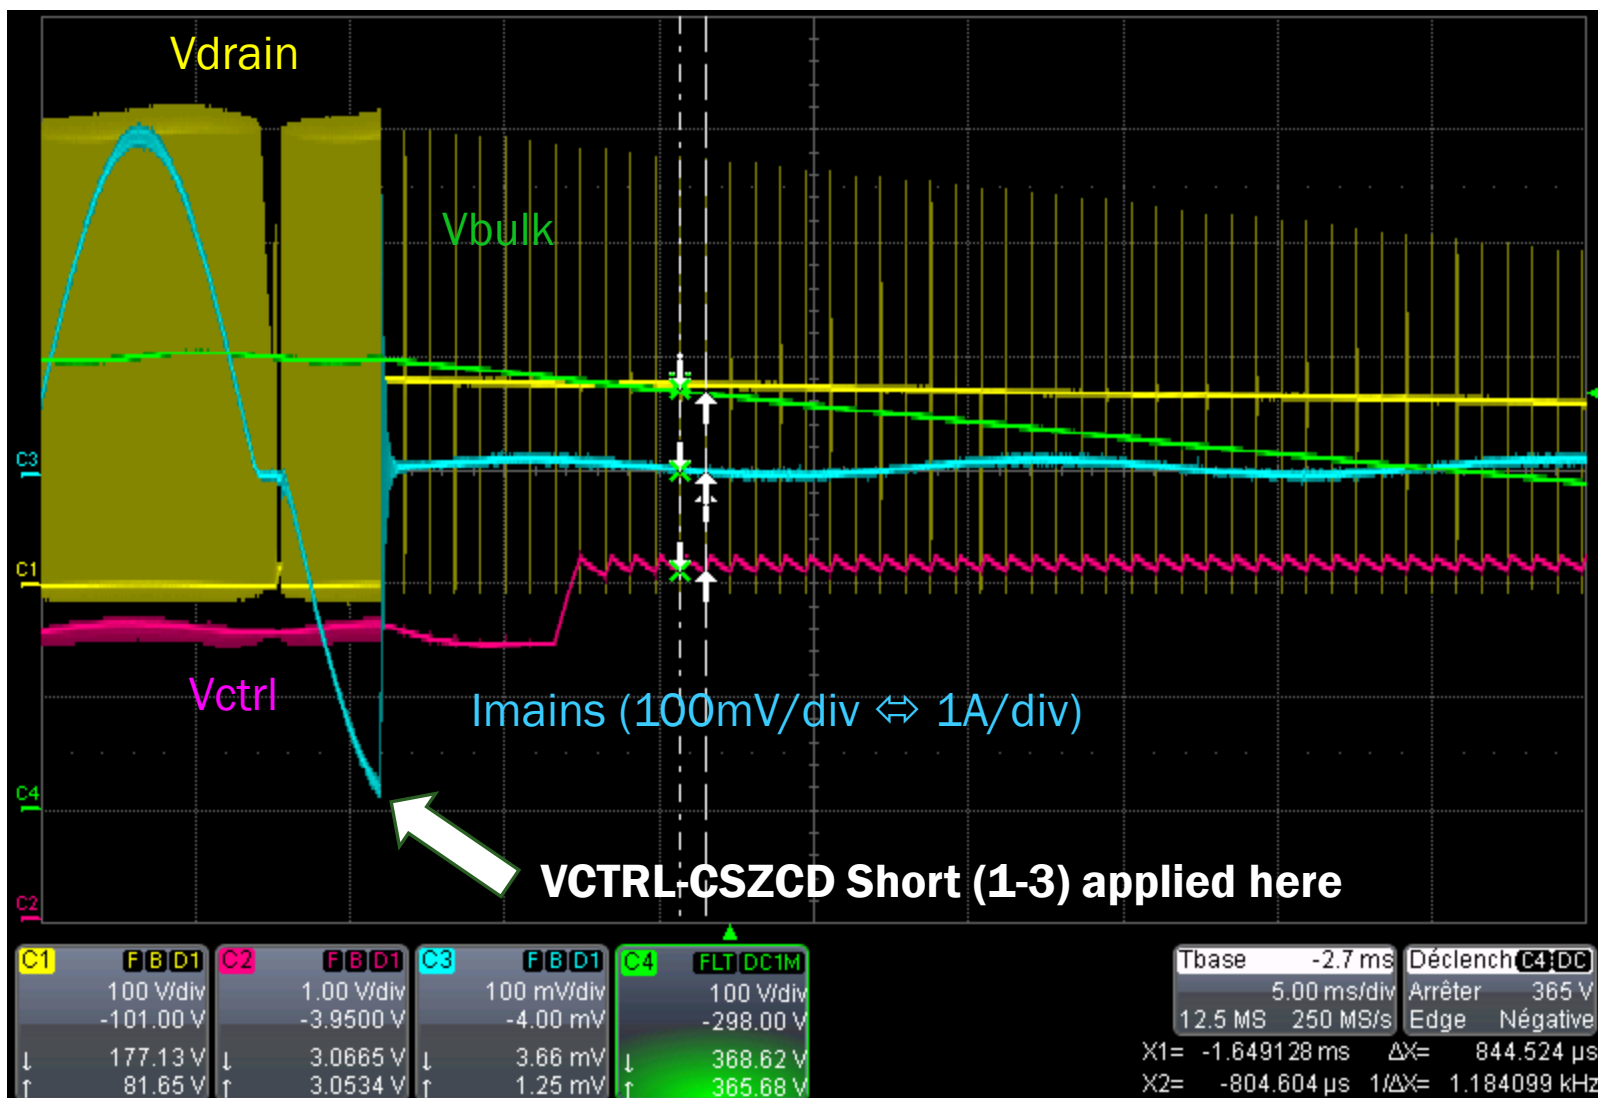 Vdrain
Vbulk
C3
C1
Vctrl
Imains (100mV/div ⇔ 1A/div)
C4
VCTRL-CSZCD Short (1-3) applied here
C2
C1 F B D1 C2 F B D1 C3 F B D1 C4 FLT DC1M Tbase -2.7 ms Déclench C4 DC
100 V/div 1.00 V/div 100 mV/div 100 V/div 5.00 ms/div Arrêter 365 V
-101.00 V -3.9500 V -4.00 mV -298.00 V 12.5 MS 250 MS/s Edge Négative
↓ 177.13 V ↓ 3.0665 V ↓ 3.66 mV ↓ 368.62 V X1= -1.649128 ms ΔX= 844.524 µs
↑ 81.65 V ↑ 3.0534 V ↑ 1.25 mV ↑ 365.68 V X2= -804.604 µs 1/ΔX= 1.184099 kHz